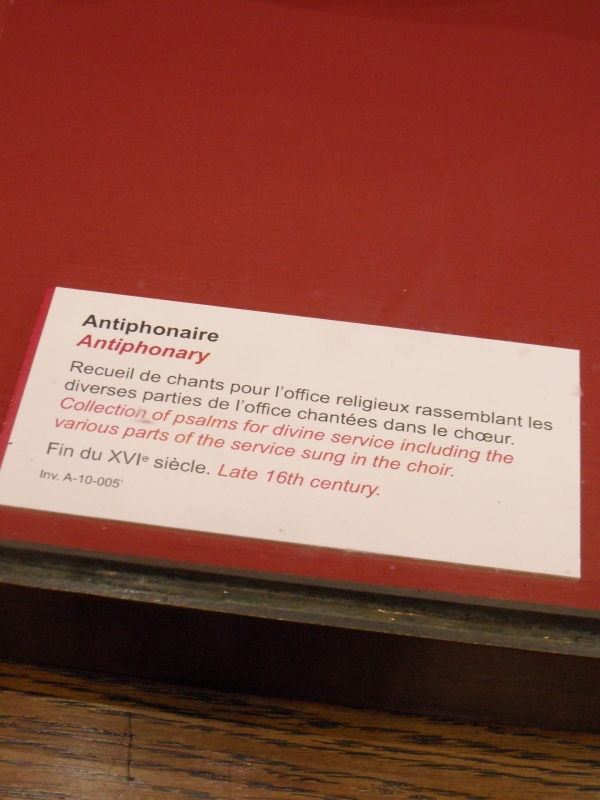 Antiphonaire
Antiphonary
Recueil de chants pour l'office religieux rassemblant les
diverses parties de l'office chantées dans le chœur.
Collection of psalms for divine service including the
various parts of the service sung in the choir.
Fin du XVIᵉ siècle. Late 16th century.
Inv. A-10-005